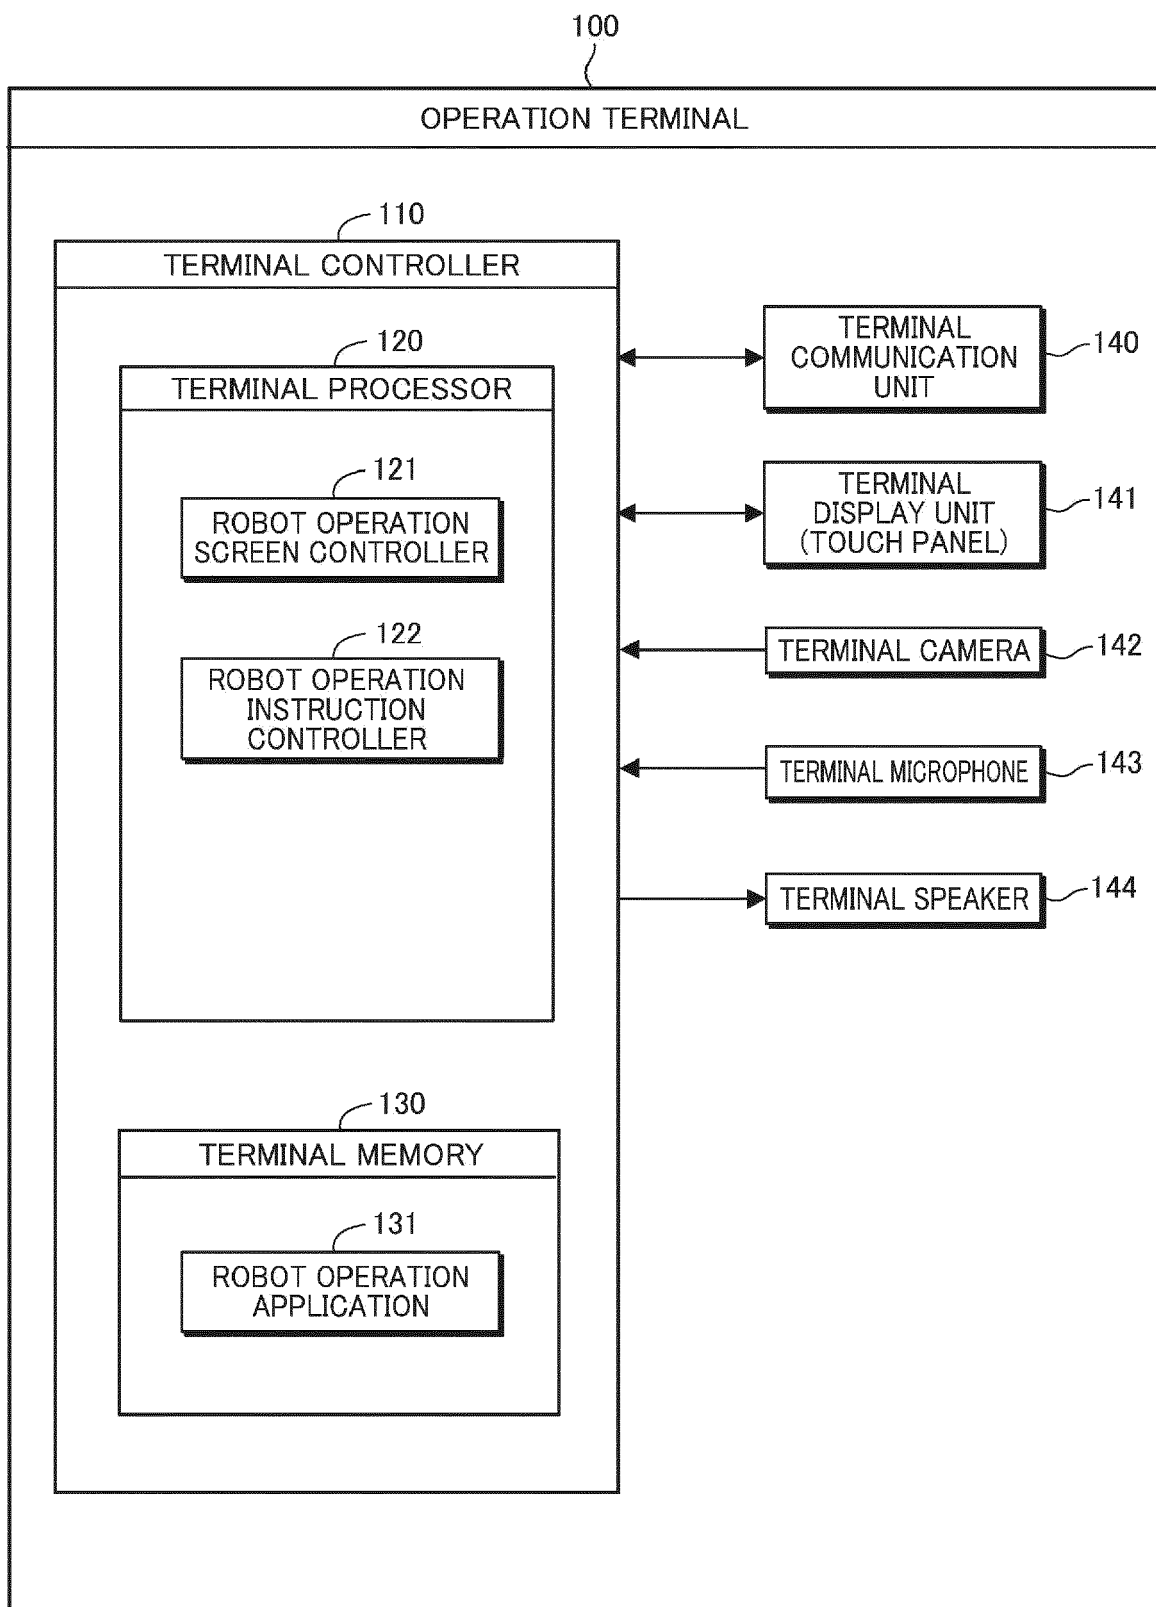 100
OPERATION TERMINAL
110
TERMINAL CONTROLLER
120
TERMINAL PROCESSOR
121
ROBOT OPERATION
SCREEN CONTROLLER
122
ROBOT OPERATION
INSTRUCTION
CONTROLLER
130
TERMINAL MEMORY
131
ROBOT OPERATION
APPLICATION
TERMINAL
COMMUNICATION
UNIT
140
TERMINAL
DISPLAY UNIT
(TOUCH PANEL)
141
TERMINAL CAMERA
142
TERMINAL MICROPHONE
143
TERMINAL SPEAKER
144